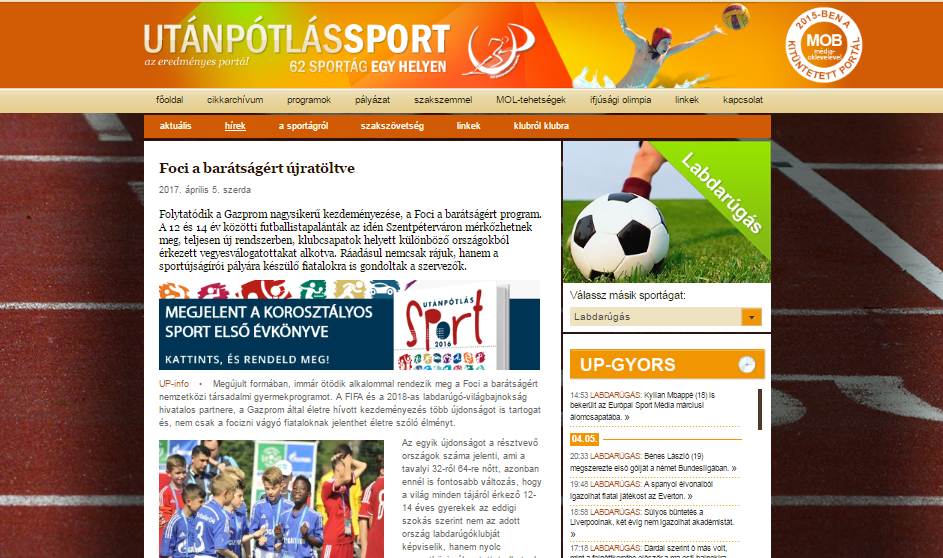 UTÁNPÓTLÁSSPORT
az eredményes portál
62 SPORTÁG EGY HELYEN
2015-BEN A
MOB
média-
oklevelével
KITÜNTETETT PORTÁL
főoldal cikkarchívum programok pályázat szakszemmel MOL-tehetségek ifjúsági olimpia linkek kapcsolat
aktuális hírek a sportágról szakszövetség linkek klubról klubra
Foci a barátságért újratöltve
2017. április 5. szerda
Folytatódik a Gazprom nagysikerű kezdeményezése, a Foci a barátságért program.
A 12 és 14 év közötti futballistapalánták az idén Szentpéterváron mérkőzhetnek
meg, teljesen új rendszerben, klubcsapatok helyett különböző országokból
érkezett vegyesválogatottakat alkotva. Ráadásul nemcsak rájuk, hanem a
sportújságírói pályára készülő fiatalokra is gondoltak a szervezők.
MEGJELENT A KOROSZTÁLYOS
SPORT ELSŐ ÉVKÖNYVE
KATTINTS, ÉS RENDELD MEG!
UTÁNPÓTLÁS
Sport
2016
UP-info • Megújult formában, immár ötödik alkalommal rendezik meg a Foci a barátságért
nemzetközi társadalmi gyermekprogramot. A FIFA és a 2018-as labdarúgó-világbajnokság
hivatalos partnere, a Gazprom által életre hívott kezdeményezés több újdonságot is tartogat
és, nem csak a focizni vágyó fiataloknak jelenthet életre szóló élményt.
Az egyik újdonságot a résztvevő
országok száma jelenti, ami a
tavalyi 32-ről 64-re nőtt, azonban
ennél is fontosabb változás, hogy
a világ minden tájáról érkező 12-
14 éves gyerekek az eddigi
szokás szerint nem az adott
ország labdarúgóklubját
képviselik, hanem nyolc
Labdarúgás
Válassz másik sportágat:
Labdarúgás
UP-GYORS
14:53 LABDARÚGÁS: Kylian Mbappé (18) is
bekerült az Európai Sport Média márciusi
álomcsapatába. »
04.05.
20:33 LABDARÚGÁS: Bénes László (19)
megszerezte első gólját a német Bundesligában. »
19:48 LABDARÚGÁS: A spanyol élvonalból
igazolhat fiatal játékost az Everton. »
18:58 LABDARÚGÁS: Súlyos büntetés a
Liverpoolnak, két évig nem igazolhat akadémistát.
»
17:18 LABDARÚGÁS: Dárdai szerint ő más volt,